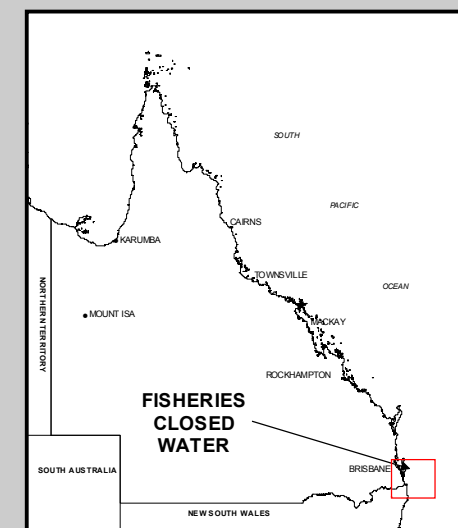 SOUTH
PACIFIC
OCEAN
CAIRNS
KARUMBA
TOWNSVILLE
MOUNT ISA
MACKAY
NORTHERN TERRITORY
ROCKHAMPTON
FISHERIES
CLOSED
WATER
BRISBANE
SOUTH AUSTRALIA
NEW SOUTH WALES